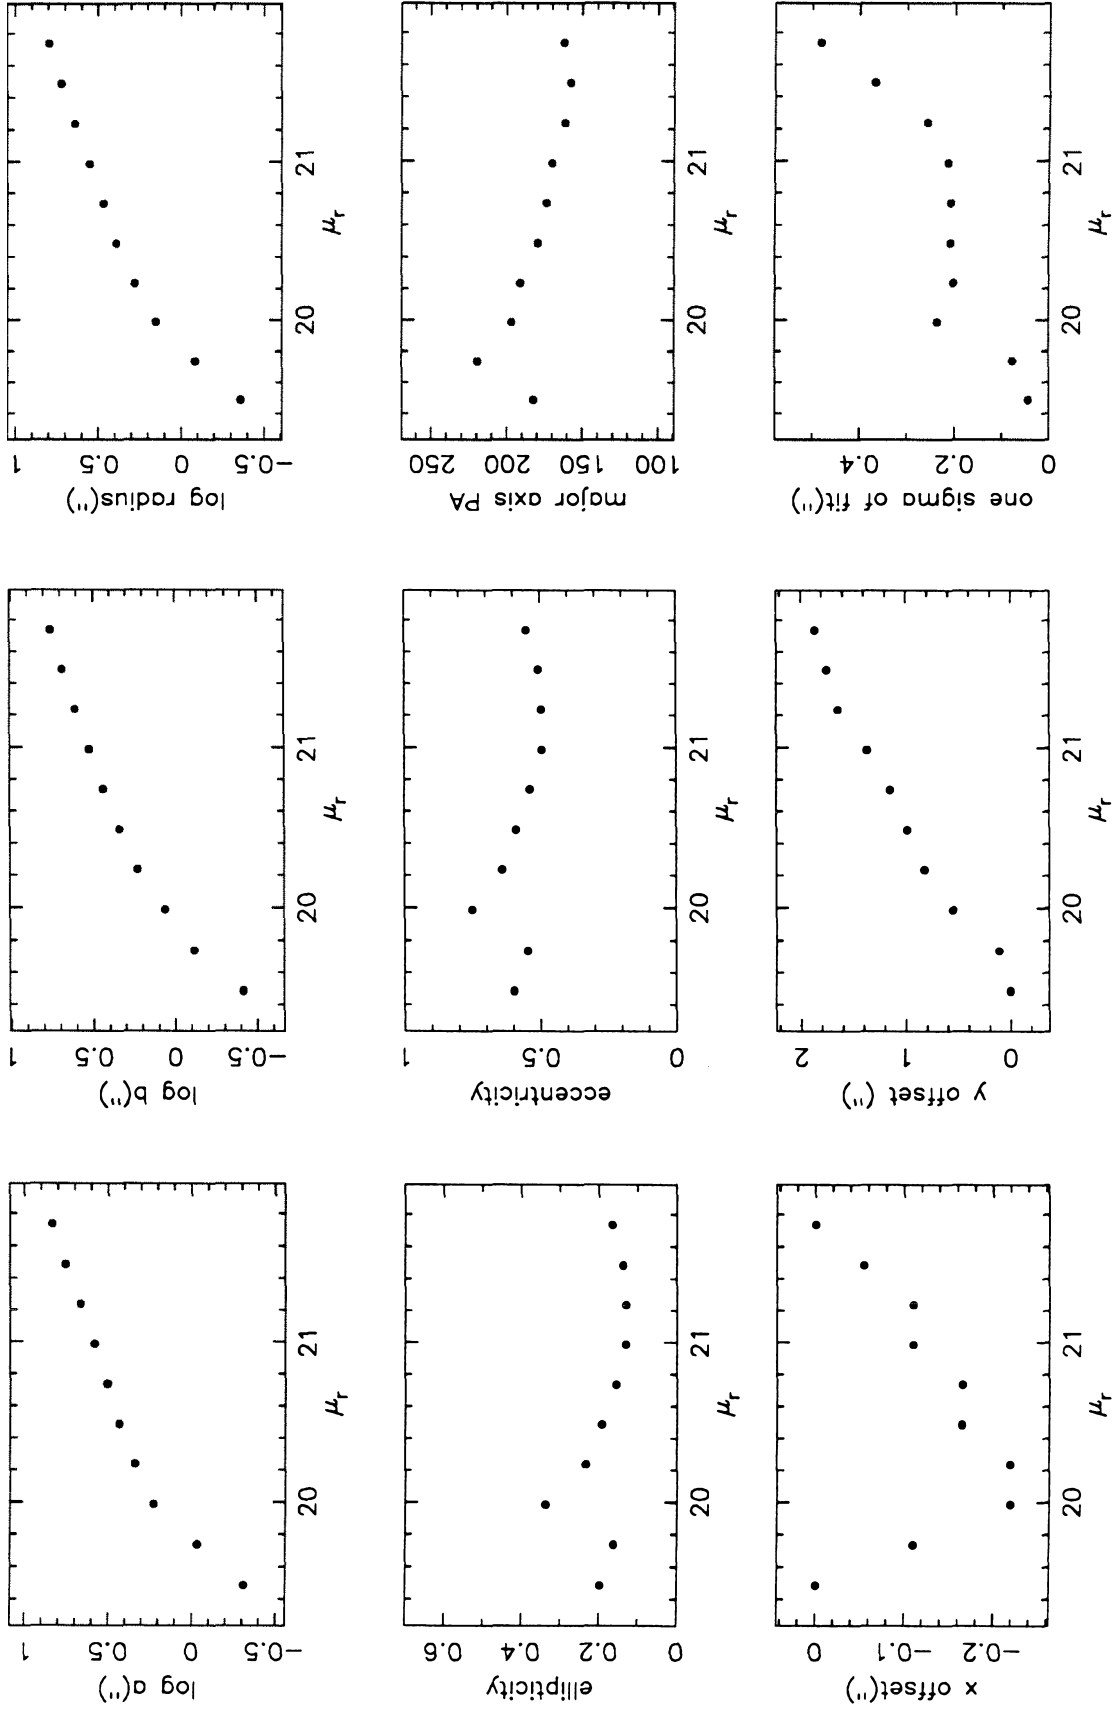 log a(")
1
0.5
0
−0.5
20
21
μr
log b(")
1
0.5
0
−0.5
20
21
μr
log radius(")
1
0.5
0
−0.5
20
21
μr
ellipticity
0.6
0.4
0.2
0
20
21
μr
eccentricity
1
0.5
0
20
21
μr
major axis PA
250
200
150
100
20
21
μr
x offset(")
0
−0.1
−0.2
20
21
μr
y offset (")
2
1
0
20
21
μr
one sigma of fit(")
0.4
0.2
0
20
21
μr